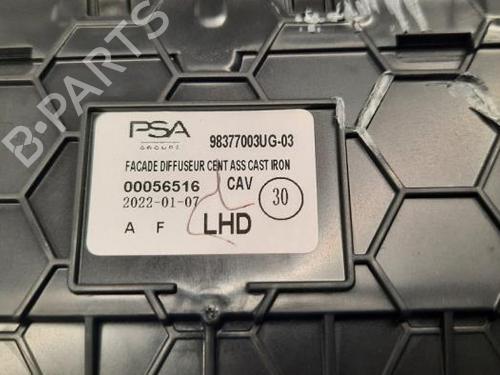 PSA
GROUPE
98377003UG-03
FACADE DIFFUSEUR CENT ASS CAST IRON
00056516 CAV
2022-01-07
30
A F LHD
B-PARTS